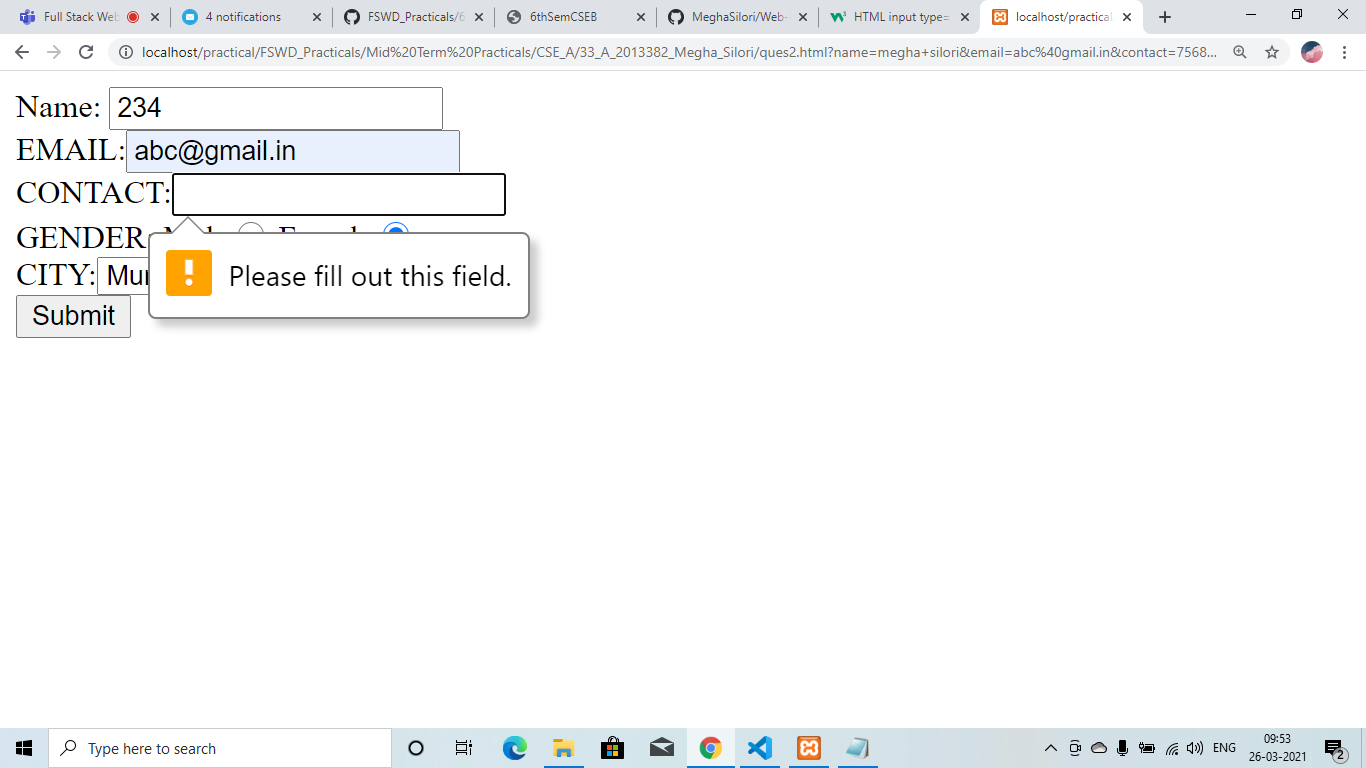 Full Stack Web
4 notifications
FSWD_Practicals/6
6thSemCSEB
MeghaSilori/Web-
HTML input type=
localhost/practical
localhost/practical/FSWD_Practicals/Mid%20Term%20Practicals/CSE_A/33_A_2013382_Megha_Silori/ques2.html?name=megha+silori&email=abc%40gmail.in&contact=7568...
Name: 234
EMAIL: abc@gmail.in
CONTACT:
GENDER:
CITY: Mu
Please fill out this field.
Submit
Type here to search
ENG
09:53
26-03-2021
2